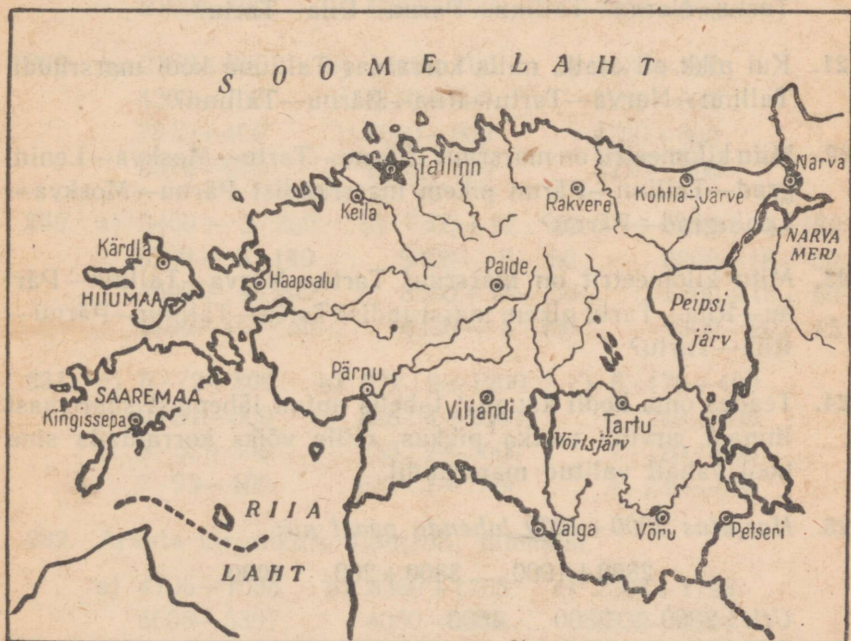 SOOME LAHT
Tallinn
Narva
Keila
Rakvere
Kohtla-Järve
NARVA
MERI
Kärdla
HIIUMAA
Haapsalu
Paide
Peipsi
järv
SAAREMAA
Kingissepa
Pärnu
Viljandi
Tartu
Võrtsjärv
RIIA
LAHT
Valga
Võru
Petseri